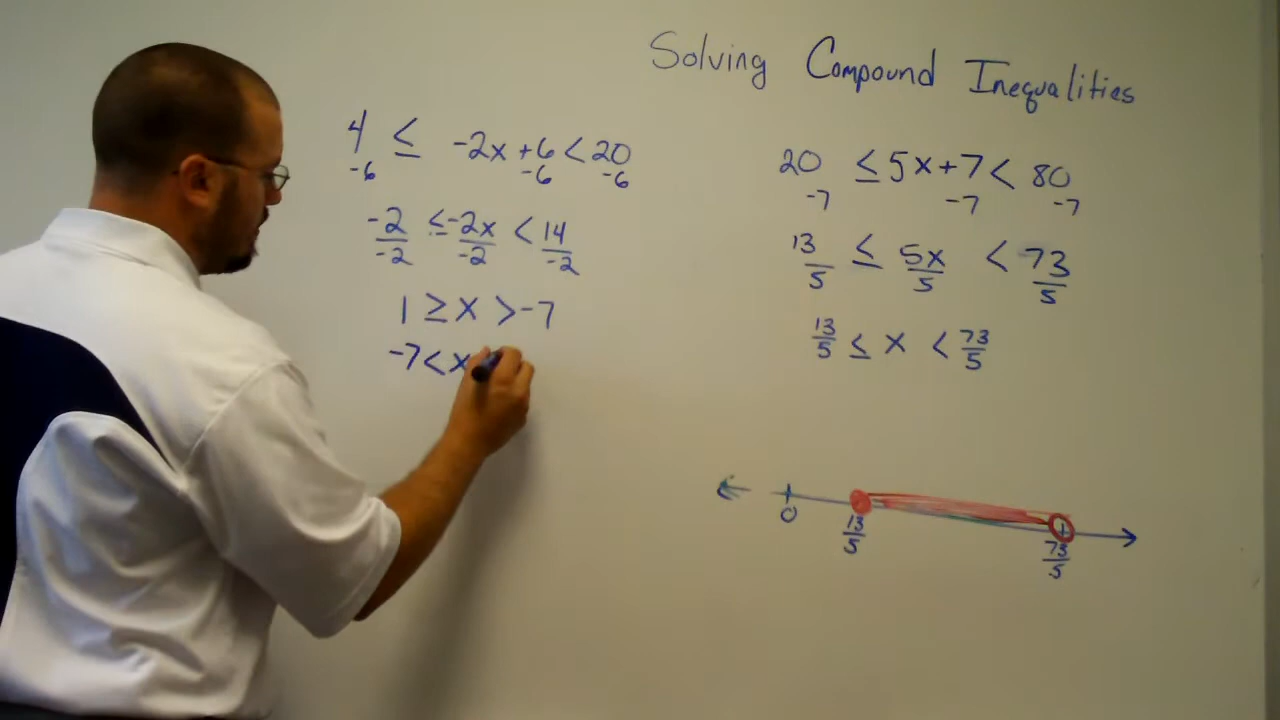 Solving Compound Inequalities
4 ≤ -2x +6 < 20
-6 -6 -6
-2/-2 ≤ -2x/-2 < 14/-2
1 ≥ x > -7
-7 < x
20 ≤ 5x+7 < 80
-7 -7 -7
13/5 ≤ 5x/5 < 73/5
13/5 ≤ x < 73/5
0 13/5 73/5